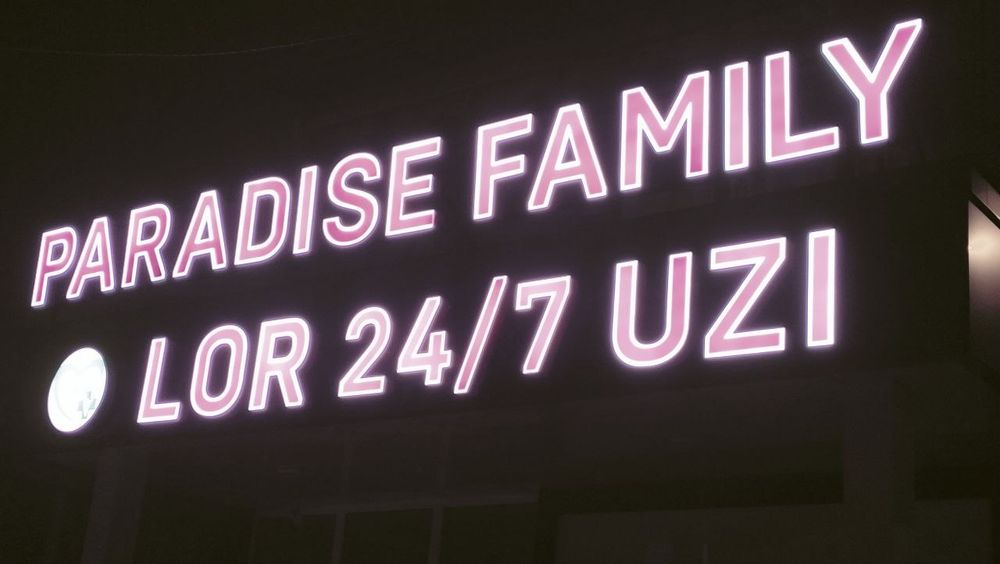 PARADISE FAMILY
LOR 24/7 UZI